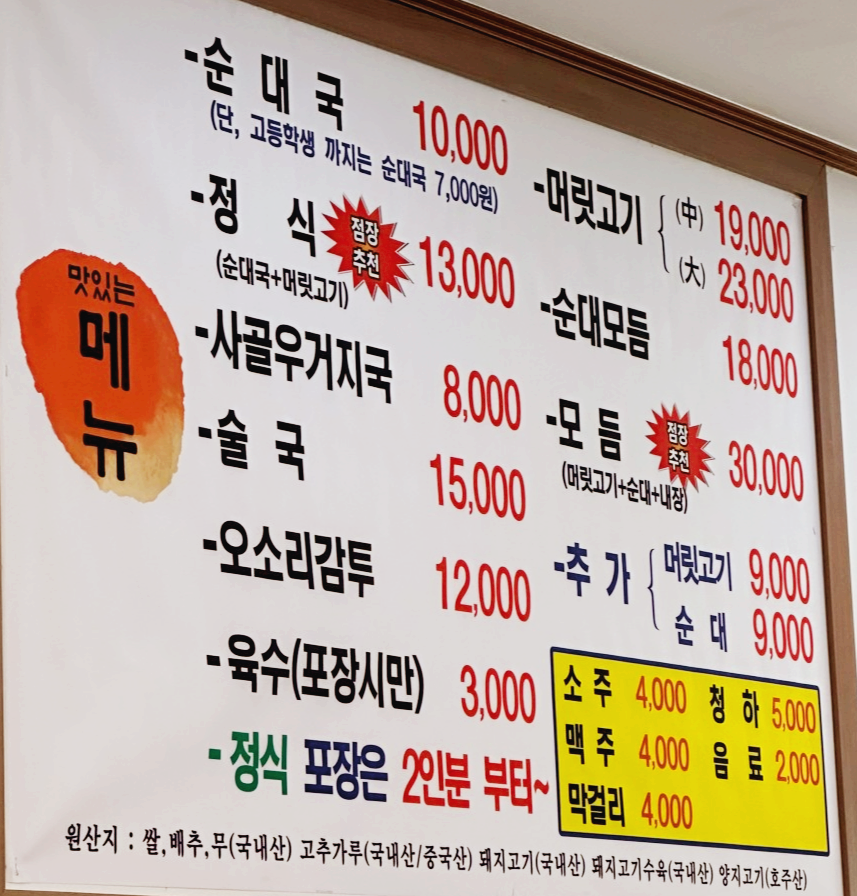 맛있는
메
뉴
-순 대 국 10,000
(단, 고등학생 까지는 순대국 7,000원)
-정 식 점장 추천 13,000
(순대국+머릿고기)
-사골우거지국 8,000
-술 국 15,000
-오소리감투 12,000
-육수(포장시만) 3,000
-정식 포장은 2인분 부터~
-머릿고기 (中) 19,000
(大) 23,000
-순대모듬 18,000
-모 듬 점장 추천 30,000
(머릿고기+순대+내장)
-추 가 머릿고기 9,000
순 대 9,000
소 주 4,000 청 하 5,000
맥 주 4,000 음 료 2,000
막걸리 4,000
원산지 : 쌀,배추,무(국내산) 고추가루(국내산/중국산) 돼지고기(국내산) 돼지고기수육(국내산) 양지고기(호주산)